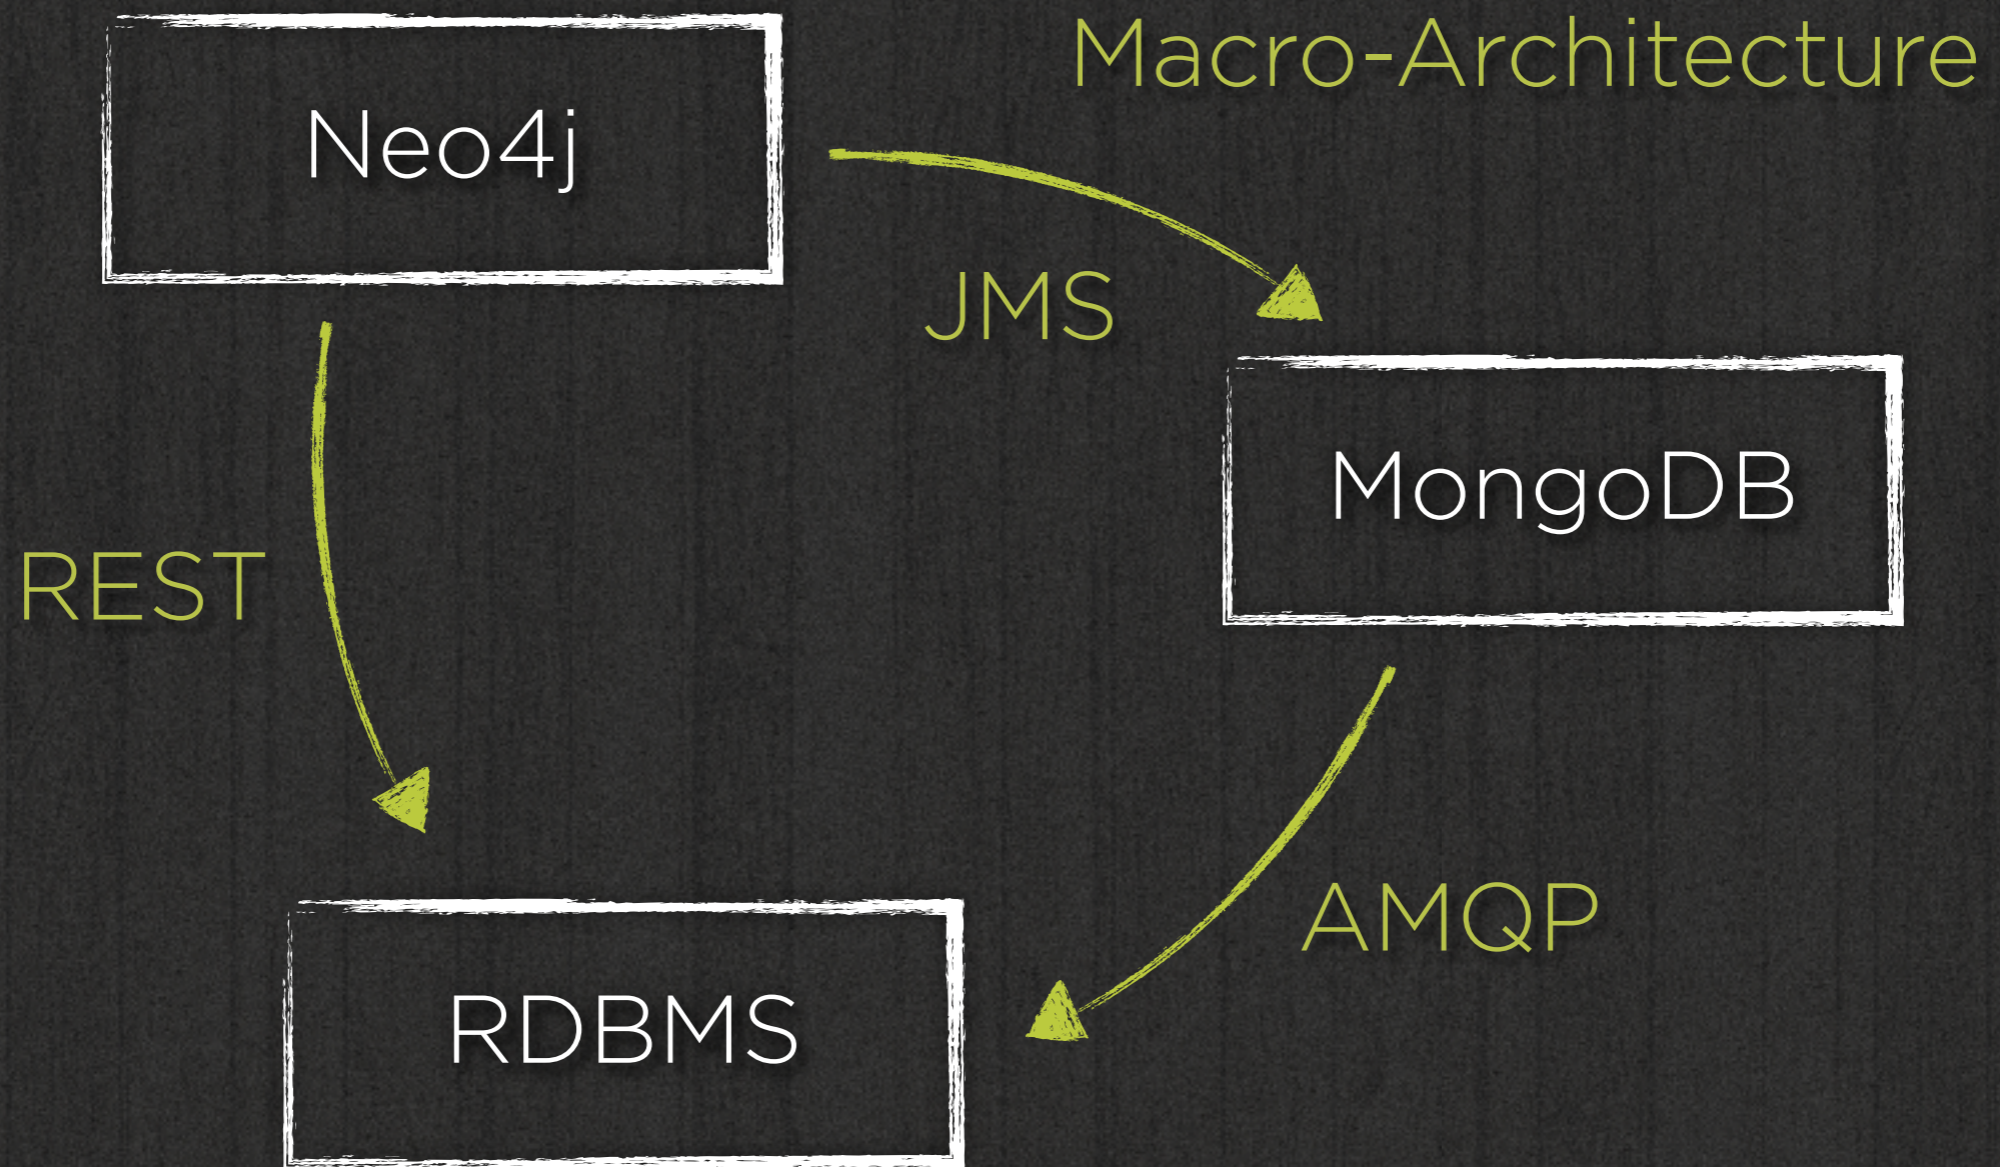 Macro-Architecture
Neo4j
JMS
MongoDB
REST
AMQP
RDBMS